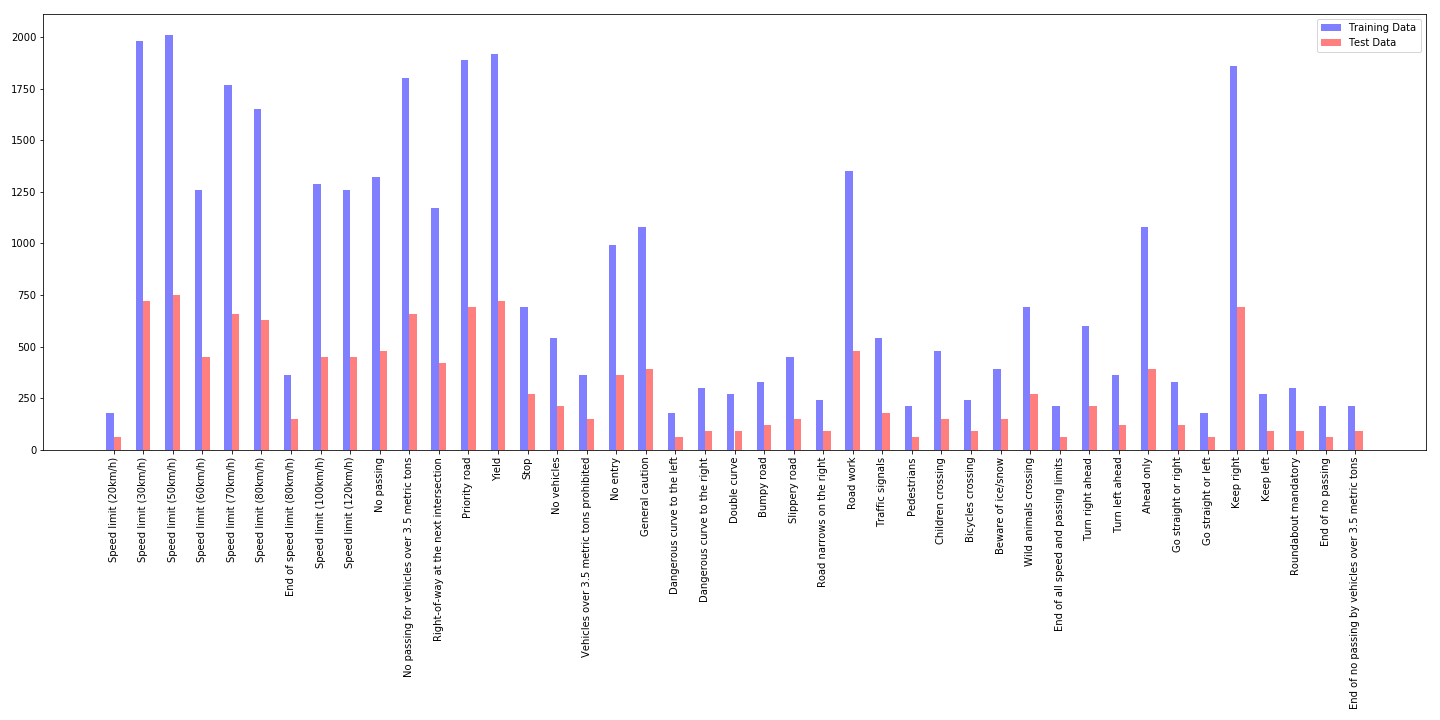 2000
1750
1500
1250
1000
750
500
250
0
Training Data
Test Data
Speed limit (20km/h)
Speed limit (30km/h)
Speed limit (50km/h)
Speed limit (60km/h)
Speed limit (70km/h)
Speed limit (80km/h)
End of speed limit (80km/h)
Speed limit (100km/h)
Speed limit (120km/h)
No passing
No passing for vehicles over 3.5 metric tons
Right-of-way at the next intersection
Priority road
Yield
Stop
No vehicles
Vehicles over 3.5 metric tons prohibited
No entry
General caution
Dangerous curve to the left
Dangerous curve to the right
Double curve
Bumpy road
Slippery road
Road narrows on the right
Road work
Traffic signals
Pedestrians
Children crossing
Bicycles crossing
Beware of ice/snow
Wild animals crossing
End of all speed and passing limits
Turn right ahead
Turn left ahead
Ahead only
Go straight or right
Go straight or left
Keep right
Keep left
Roundabout mandatory
End of no passing
End of no passing by vehicles over 3.5 metric tons